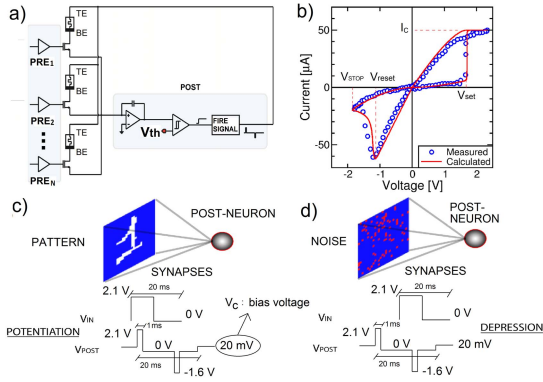 a)
TE
BE
PRE1
TE
BE
PRE2
TE
BE
PREN
POST
Vth
FIRE
SIGNAL
b)
Current [µA]
50
0
-50
IC
VSTOP
Vreset
Vset
Measured
Calculated
-2
-1
0
1
2
Voltage [V]
c)
PATTERN
POST-NEURON
SYNAPSES
2.1 V
20 ms
VIN
0 V
VC : bias voltage
POTENTIATION
2.1 V
1ms
VPOST
0 V
20 mV
20 ms
-1.6 V
d)
NOISE
POST-
NEURON
SYNAPSES
2.1 V
20 ms
VIN
0 V
2.1 V
1ms
DEPRESSION
VPOST
0 V
20 mV
20 ms
-1.6 V